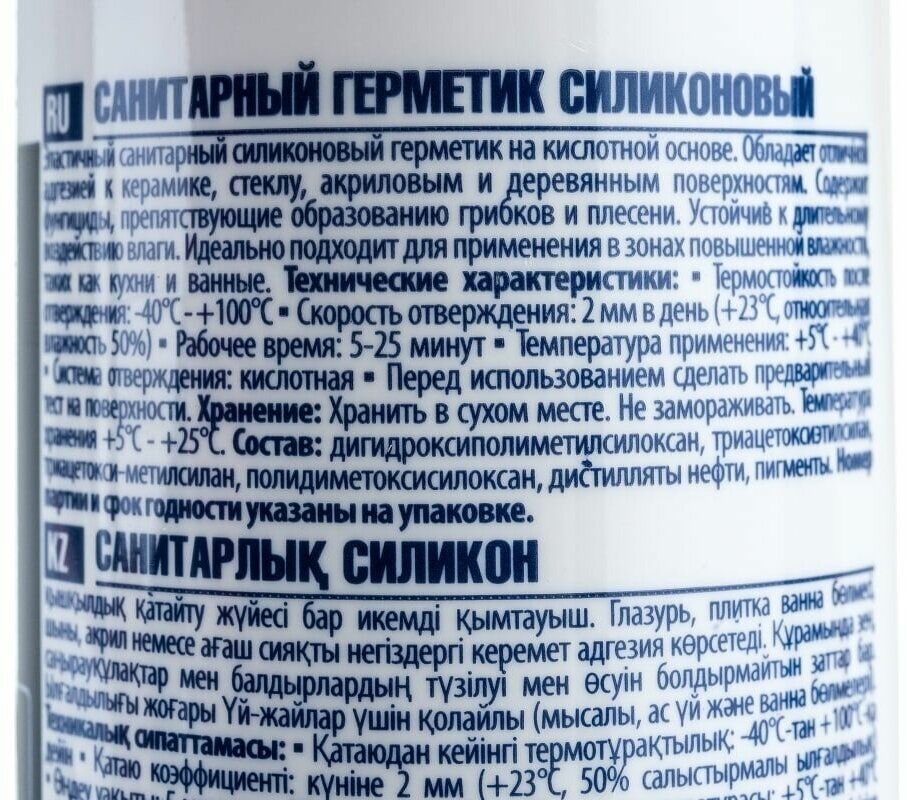 RU САНИТАРНЫЙ ГЕРМЕТИК СИЛИКОНОВЫЙ
эластичный санитарный силиконовый герметик на кислотной основе. Обладает отличной
адгезией к керамике, стеклу, акриловым и деревянным поверхностям. Содержит
фунгициды, препятствующие образованию грибков и плесени. Устойчив к длительному
воздействию влаги. Идеально подходит для применения в зонах повышенной влажности,
таких как кухни и ванные. Технические характеристики: ▪ Термостойкость после
отверждения: -40°C - +100°C ▪ Скорость отверждения: 2 мм в день (+23°C, относительная
влажность 50%) ▪ Рабочее время: 5-25 минут ▪ Температура применения: +5°C - +40°C
▪ Система отверждения: кислотная ▪ Перед использованием сделать предварительный
тест на поверхности. Хранение: Хранить в сухом месте. Не замораживать. Температура
хранения +5°C - +25°C. Состав: дигидроксиполиметилсилоксан, триацетоксиэтилсилан,
триацетокси-метилсилан, полидиметоксисилоксан, дистилляты нефти, пигменты. Номер
партии и срок годности указаны на упаковке.
KZ САНИТАРЛЫҚ СИЛИКОН
қышқылдық қатайту жүйесі бар икемді қымтауыш. Глазурь, плитка ванна бөлмесі,
шыны, акрил немесе ағаш сияқты негіздергі керемет адгезия көрсетеді. Құрамында зең,
саңырауқұлақтар мен балдырлардың түзілуі мен өсуін болдырмайтын заттар бар.
ылғалдылығы жоғары Үй-жайлар үшін қолайлы (мысалы, ас үй және ванна бөлмелері).
Техникалық сипаттамасы: ▪ Қатаюдан кейінгі термотұрақтылық: -40°C-тан +100°C-қа
дейін ▪ Қатаю коэффициенті: күніне 2 мм (+23°C, 50% салыстырмалы ылғалдылық)
▪ Өңдеу уақыты: +5°C-тан +40°C